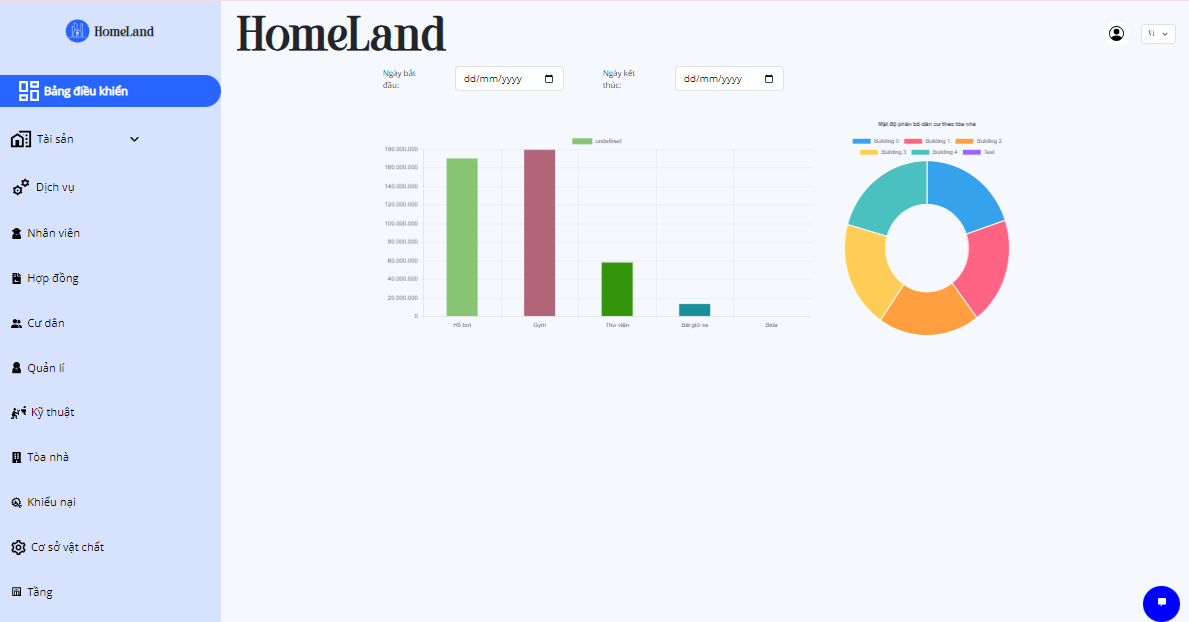 HomeLand
Bảng điều khiển
Tài sản
Dịch vụ
Nhân viên
Hợp đồng
Cư dân
Quản lí
Kỹ thuật
Tòa nhà
Khiếu nại
Cơ sở vật chất
Tầng
HomeLand
Vi
Ngày bắt
đầu:
dd/mm/yyyy
Ngày kết
thúc:
dd/mm/yyyy
undefined
180.000.000
160.000.000
140.000.000
120.000.000
100.000.000
80.000.000
60.000.000
40.000.000
20.000.000
0
Hồ bơi
Gym
Thư viện
Bãi giữ xe
Bida
Mật độ phân bố dân cư theo tòa nhà
Building 0 Building 1 Building 2
Building 3 Building 4 Test